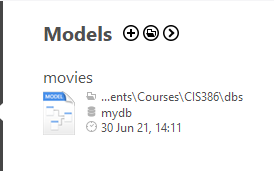 Models
movies
MODEL
...ents\Courses\CIS386\dbs
mydb
30 Jun 21, 14:11